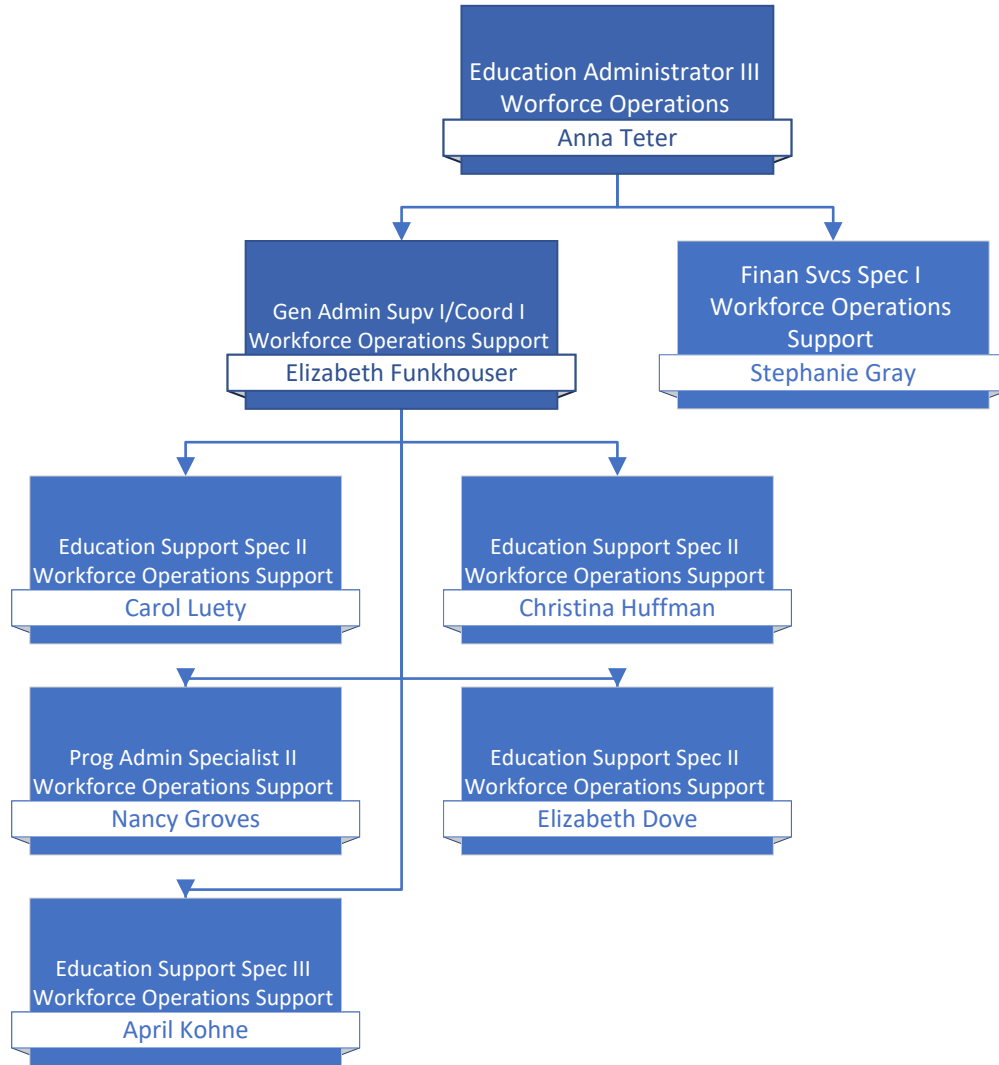 Education Administrator III
Worforce Operations
Anna Teter
Gen Admin Supv I/Coord I
Workforce Operations Support
Elizabeth Funkhouser
Finan Svcs Spec I
Workforce Operations
Support
Stephanie Gray
Education Support Spec II
Workforce Operations Support
Carol Luety
Education Support Spec II
Workforce Operations Support
Christina Huffman
Prog Admin Specialist II
Workforce Operations Support
Nancy Groves
Education Support Spec II
Workforce Operations Support
Elizabeth Dove
Education Support Spec III
Workforce Operations Support
April Kohne